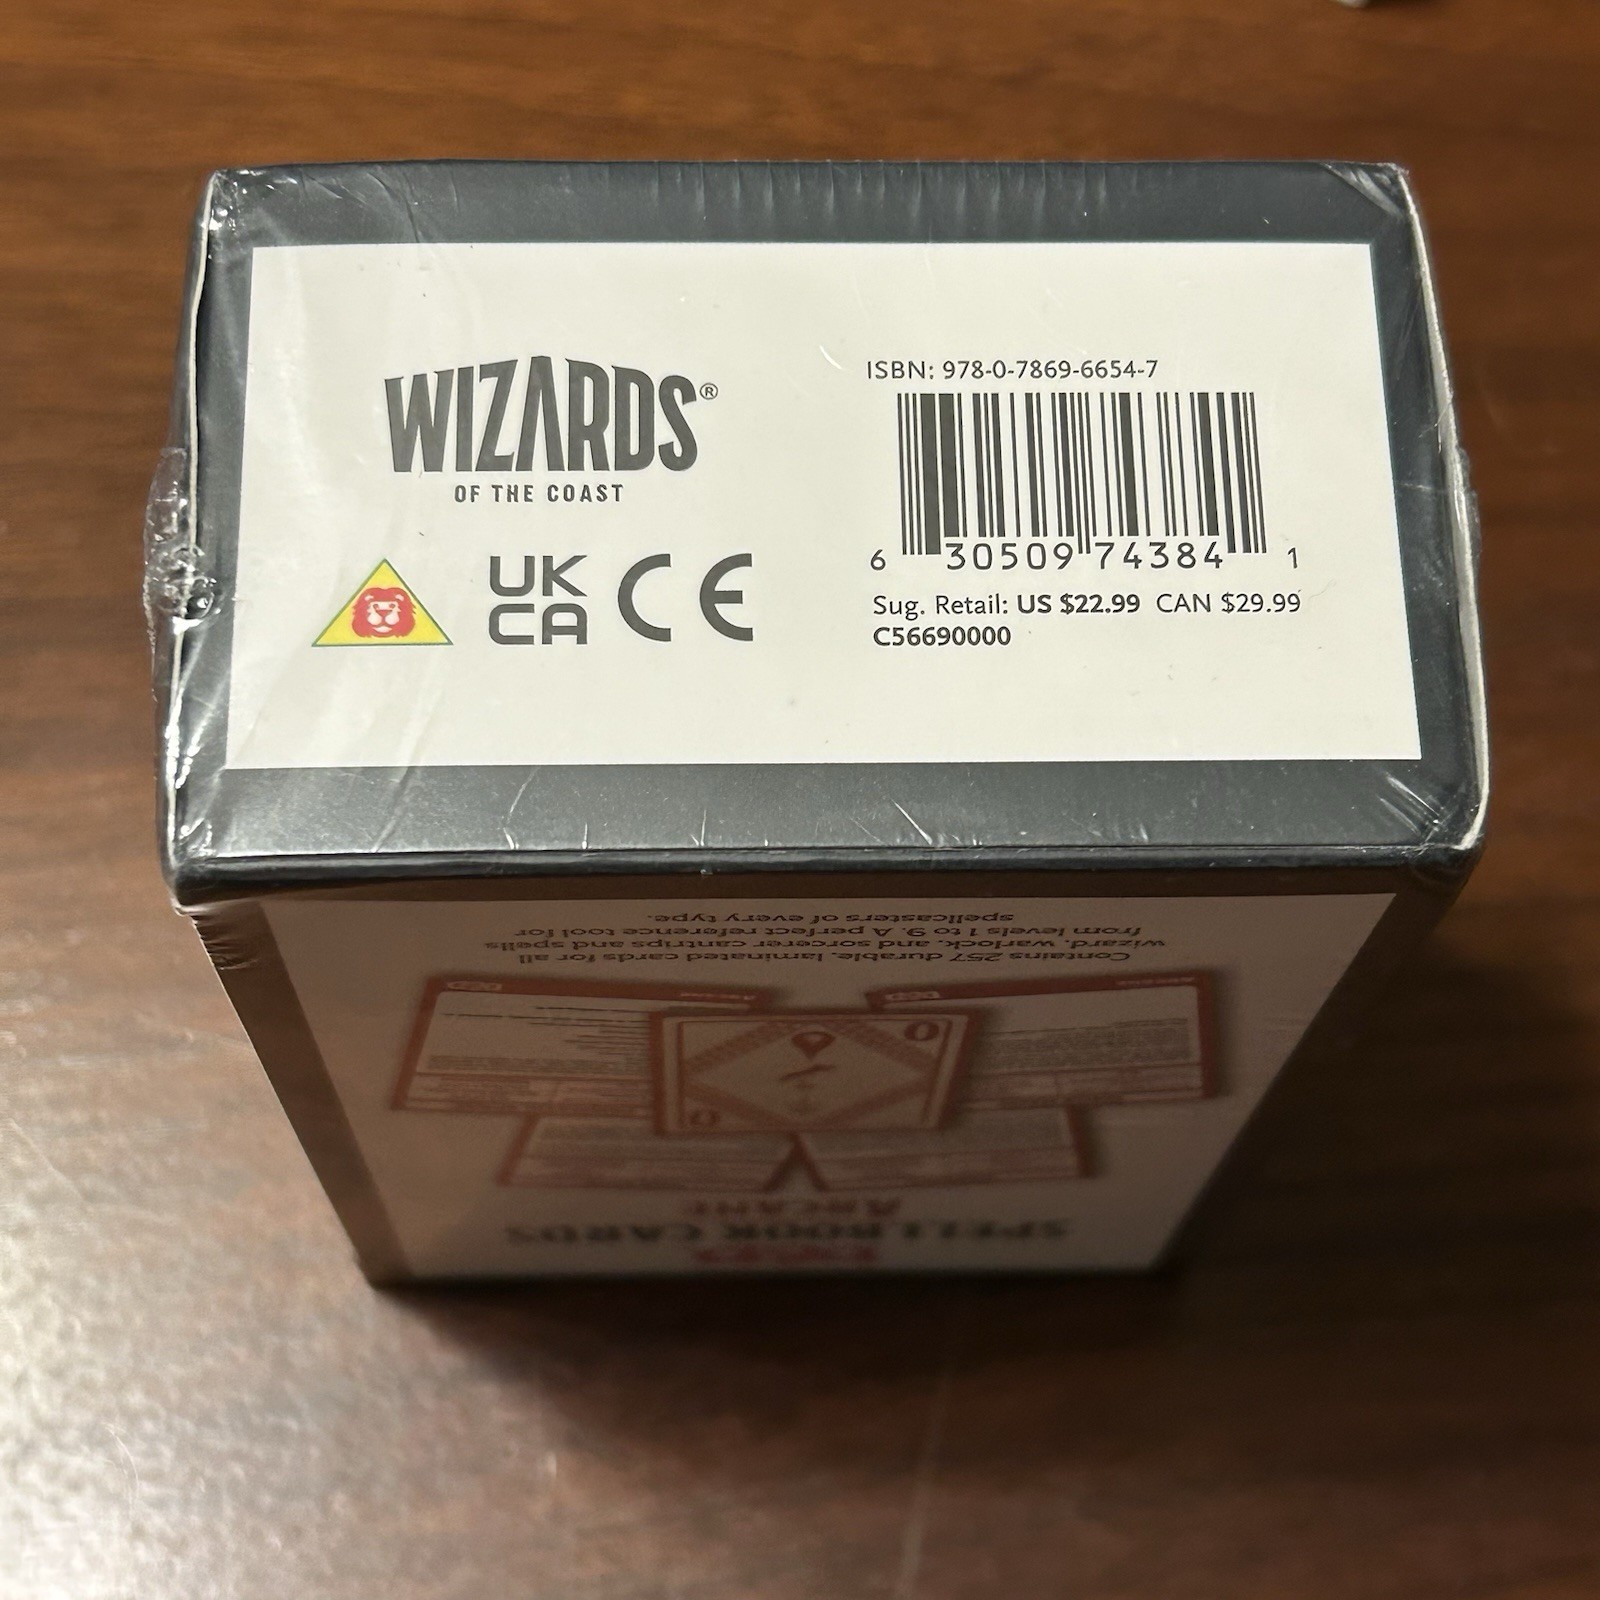 WIZARDS®
OF THE COAST
UK
CA
CE
ISBN: 978-0-7869-6654-7
6 30509 74384 1
Sug. Retail: US $22.99 CAN $29.99
C56690000
SPELLBOOK CARDS
ARCANE
0
0
Contains 257 durable, laminated cards for all
wizard, warlock, and sorcerer cantrips and spells
from levels 1 to 9. A perfect reference tool for
spellcasters of every type.